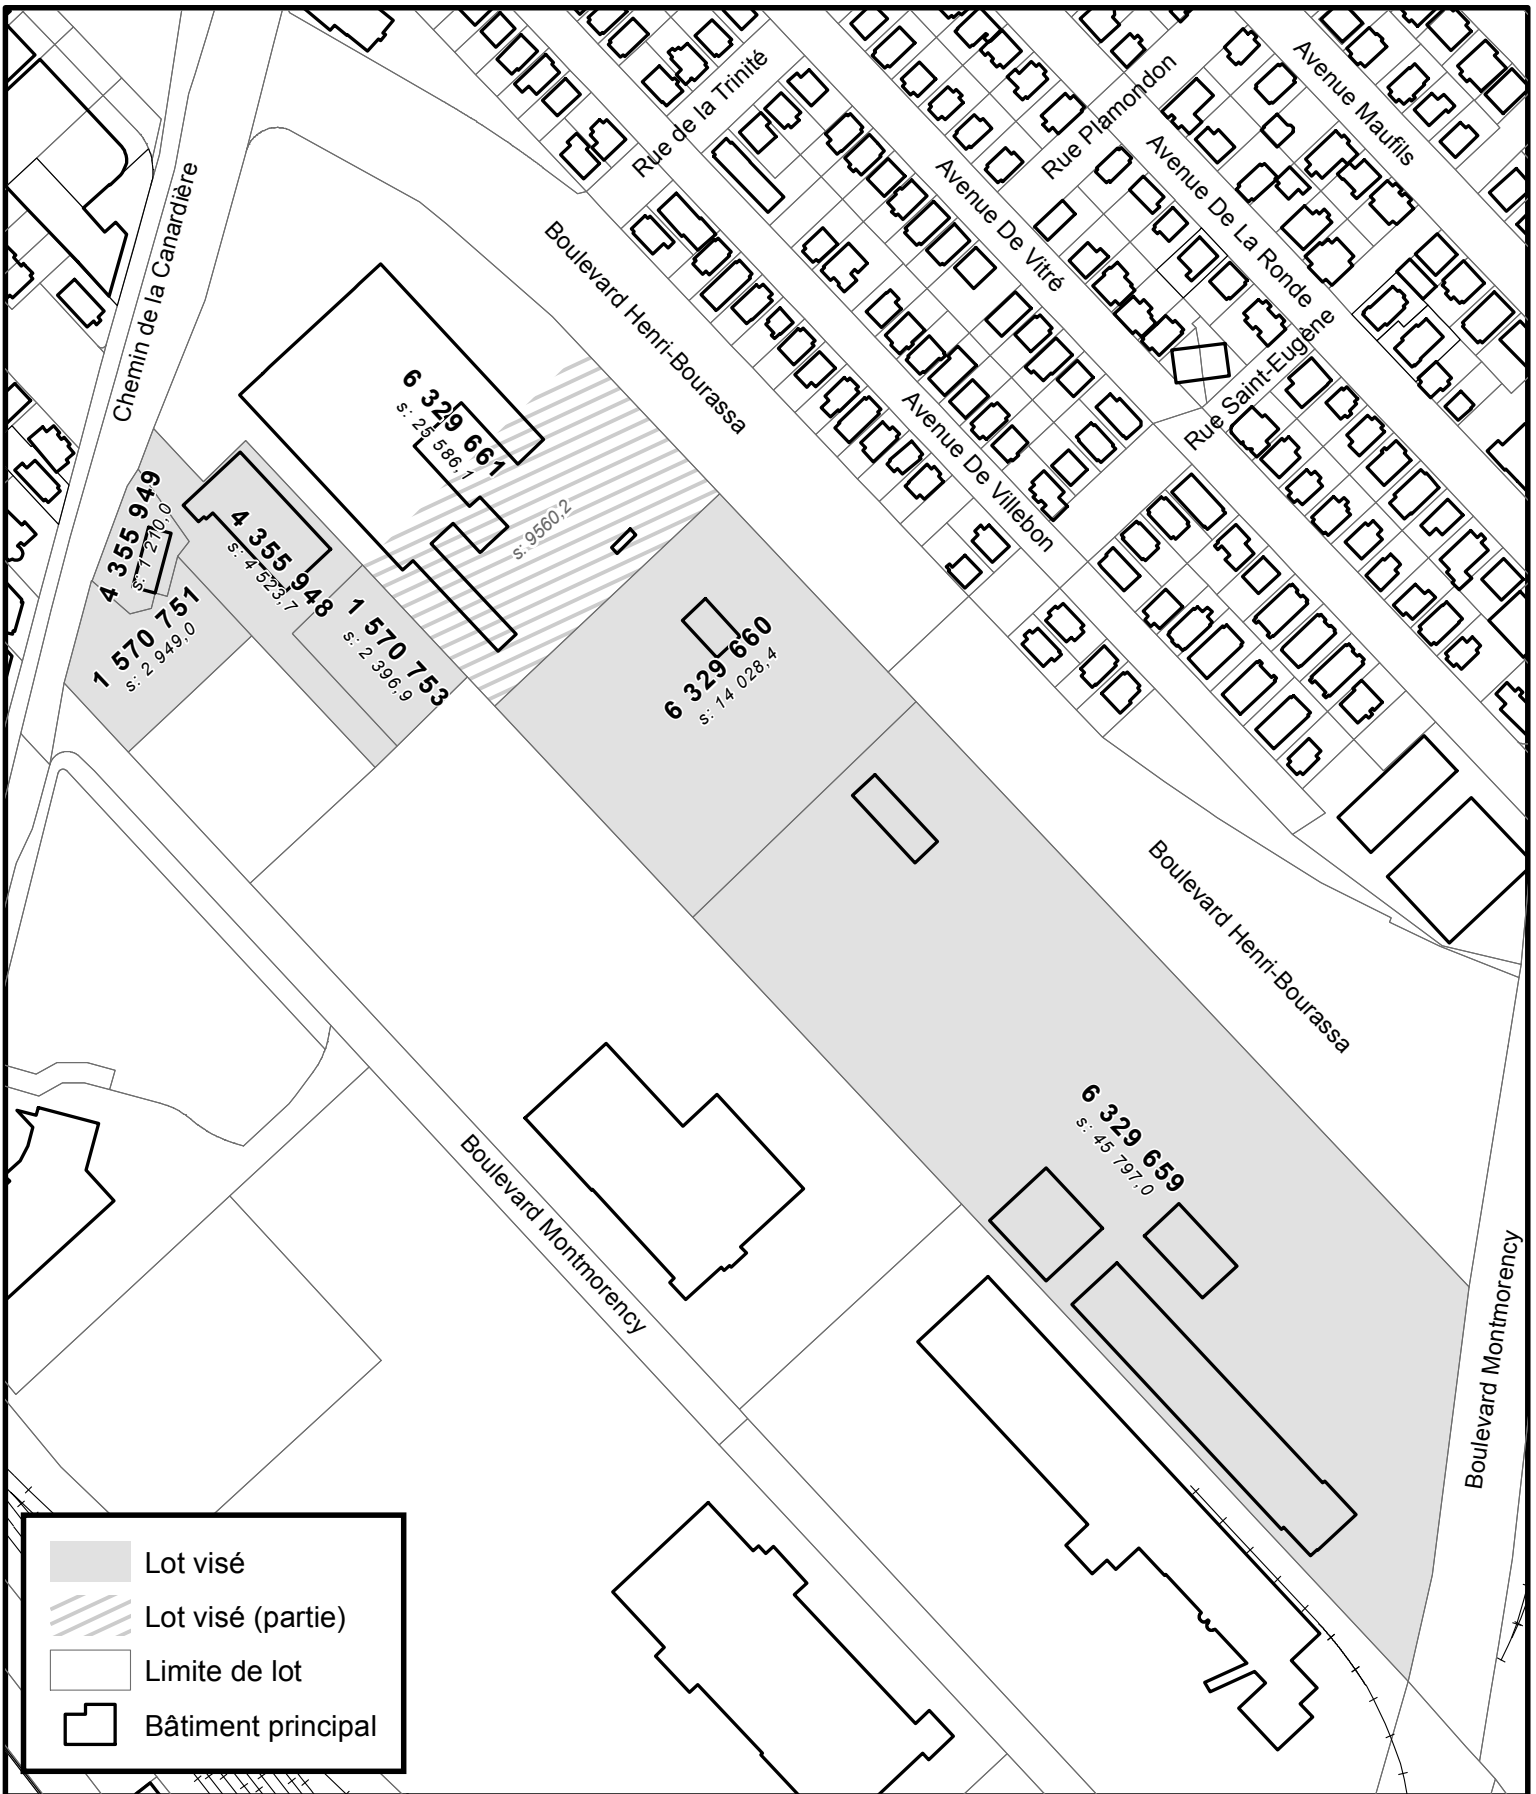 Rue de la Trinité
Rue Plamondon
Avenue Maufils
Avenue De Vitré
Avenue De La Ronde
Chemin de la Canardière
Boulevard Henri-Bourassa
Rue Saint-Eugène
Avenue De Villebon
6 329 661
s: 25 586,1
s: 9560,2
4 355 949
s: 1 210,0
4 355 948
s: 4 523,7
1 570 751
s: 2 949,0
1 570 753
s: 2 396,9
6 329 660
s: 14 028,4
Boulevard Henri-Bourassa
6 329 659
s: 45 797,0
Boulevard Montmorency
Boulevard Montmorency
Lot visé
Lot visé (partie)
Limite de lot
Bâtiment principal